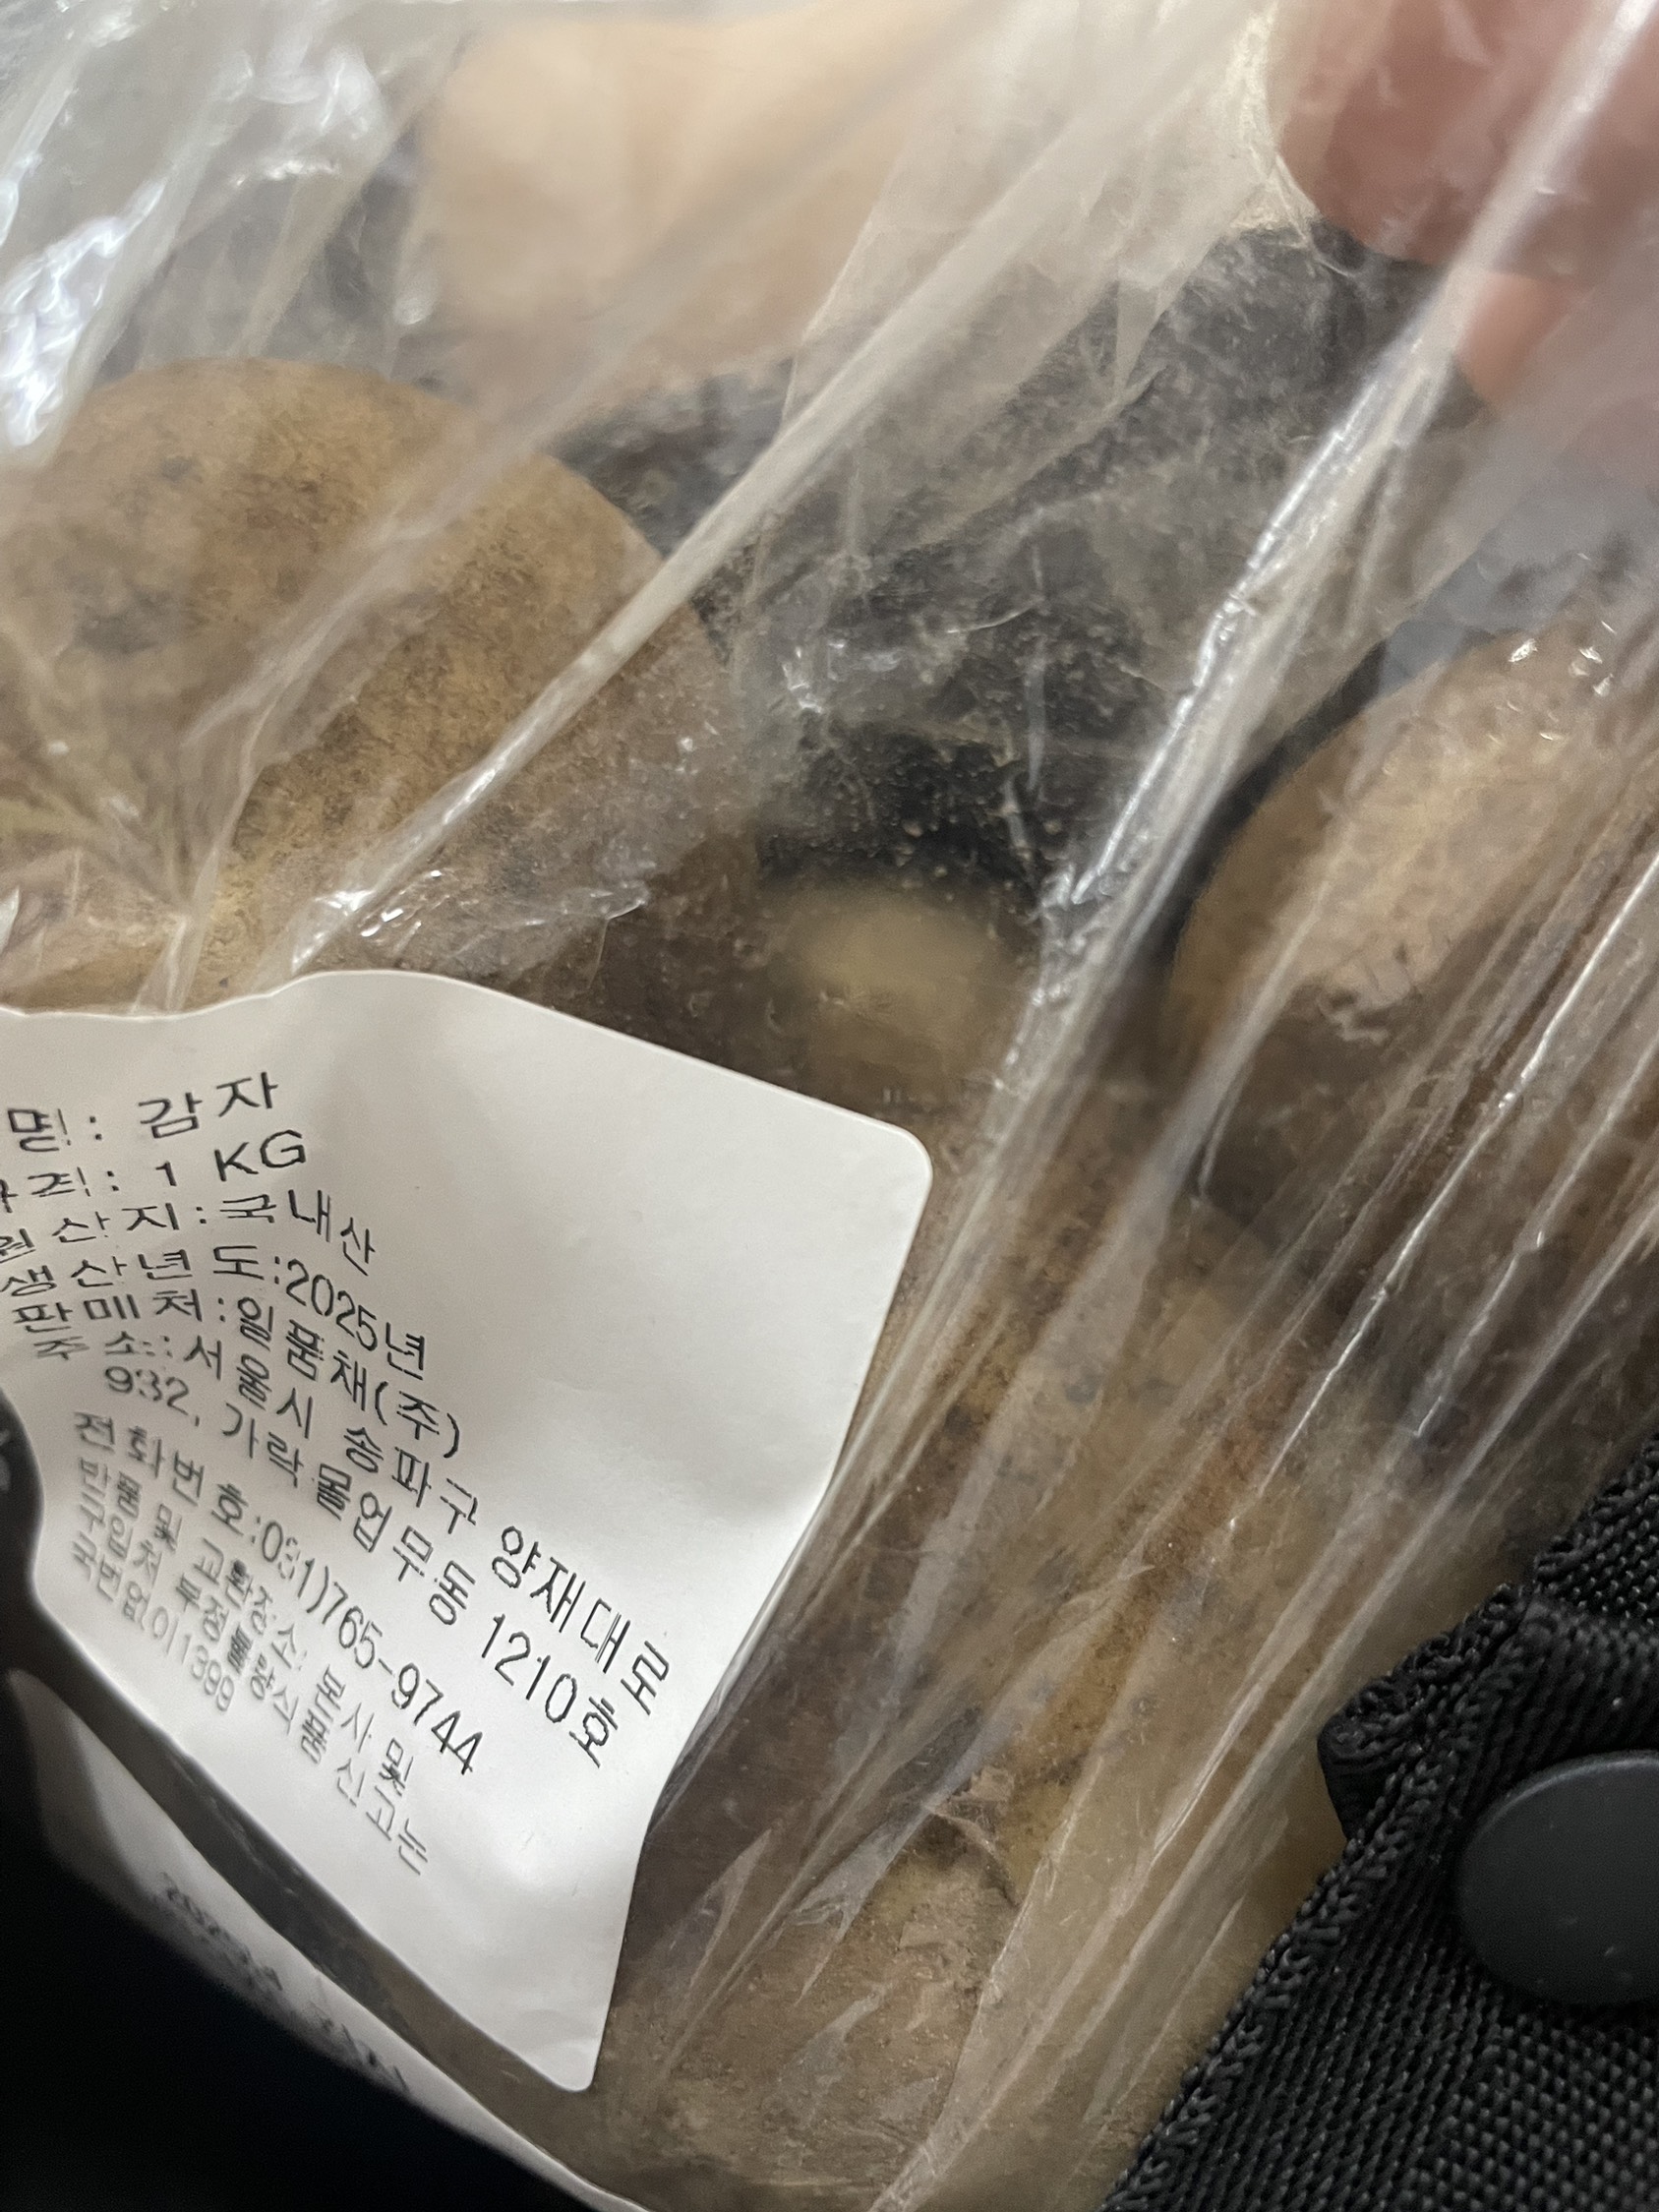 명: 감자
격: 1 KG
원산지:국내산
생산년도:2025년
판매처:일품채(주)
주 소:서울시 송파구 양재대로
932, 가락몰업무동 1210호
전화번호:(031)765-9744
반품 및 교환장소: 본사 및
구입처 부정불량식품 신고는
국번없이1399